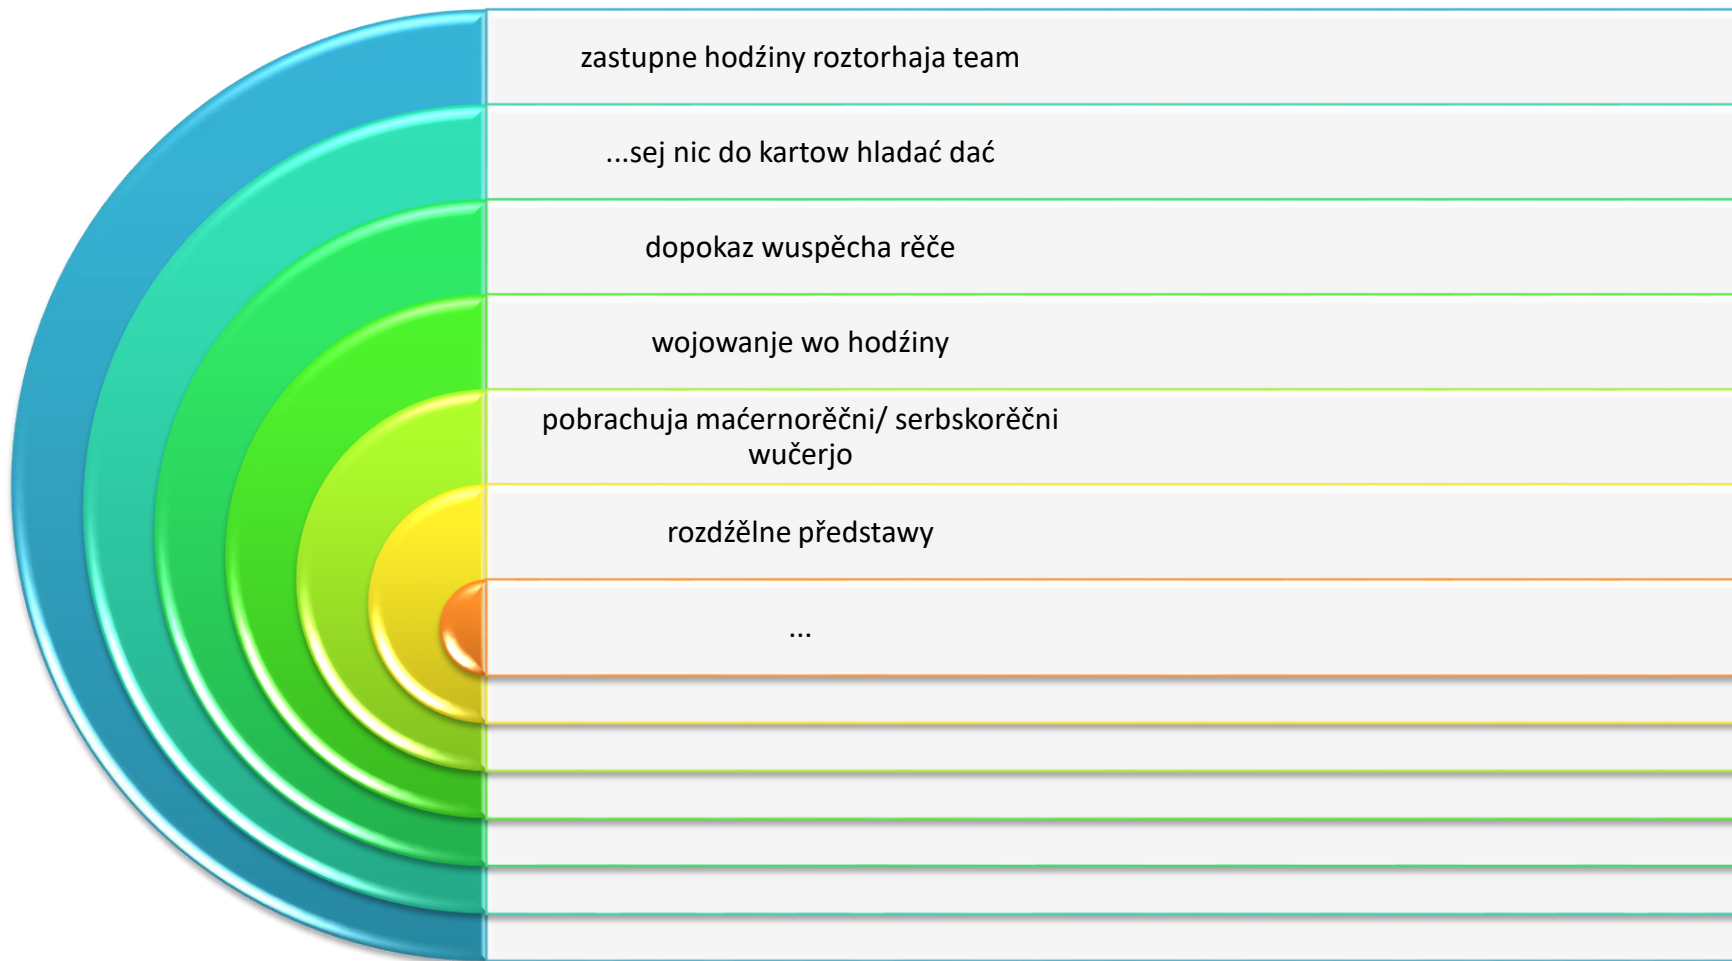 zastupne hodźiny roztorhaja team
...sej nic do kartow hladać dać
dopokaz wuspěcha rěče
wojowanje wo hodźiny
pobrachuja maćernorěčni/ serbskorěčni
wučerjo
rozdźělne předstawy
...